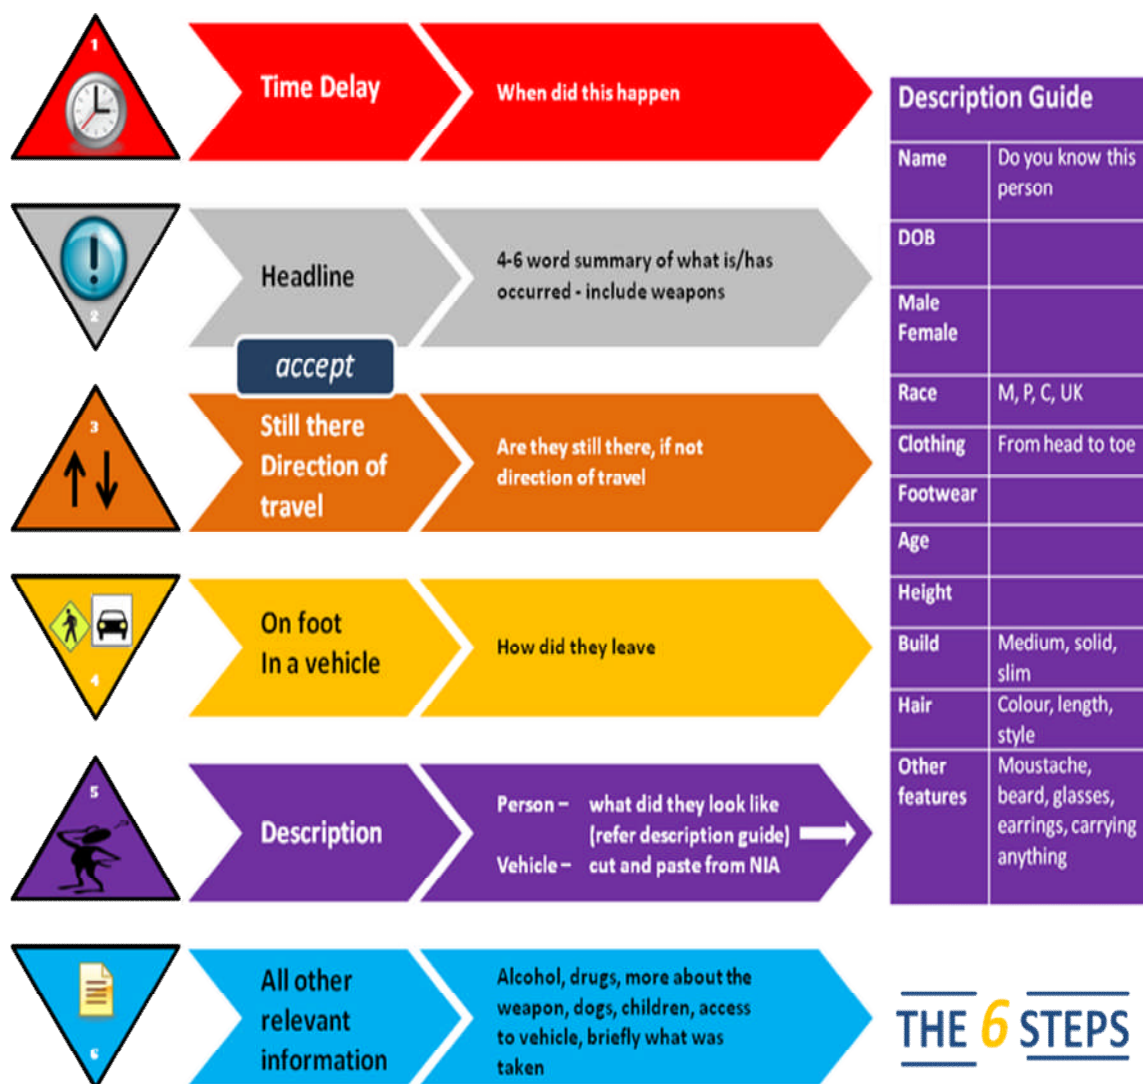 1
Time Delay
When did this happen
2
Headline
4-6 word summary of what is/has
occurred - include weapons
accept
3
Still there
Direction of
travel
Are they still there, if not
direction of travel
4
On foot
In a vehicle
How did they leave
5
Description
Person – what did they look like
(refer description guide)
Vehicle – cut and paste from NIA
6
All other
relevant
information
Alcohol, drugs, more about the
weapon, dogs, children, access
to vehicle, briefly what was
taken
Description Guide
Name Do you know this
person
DOB
Male
Female
Race M, P, C, UK
Clothing From head to toe
Footwear
Age
Height
Build Medium, solid,
slim
Hair Colour, length,
style
Other Moustache,
features beard, glasses,
earrings, carrying
anything
THE 6 STEPS